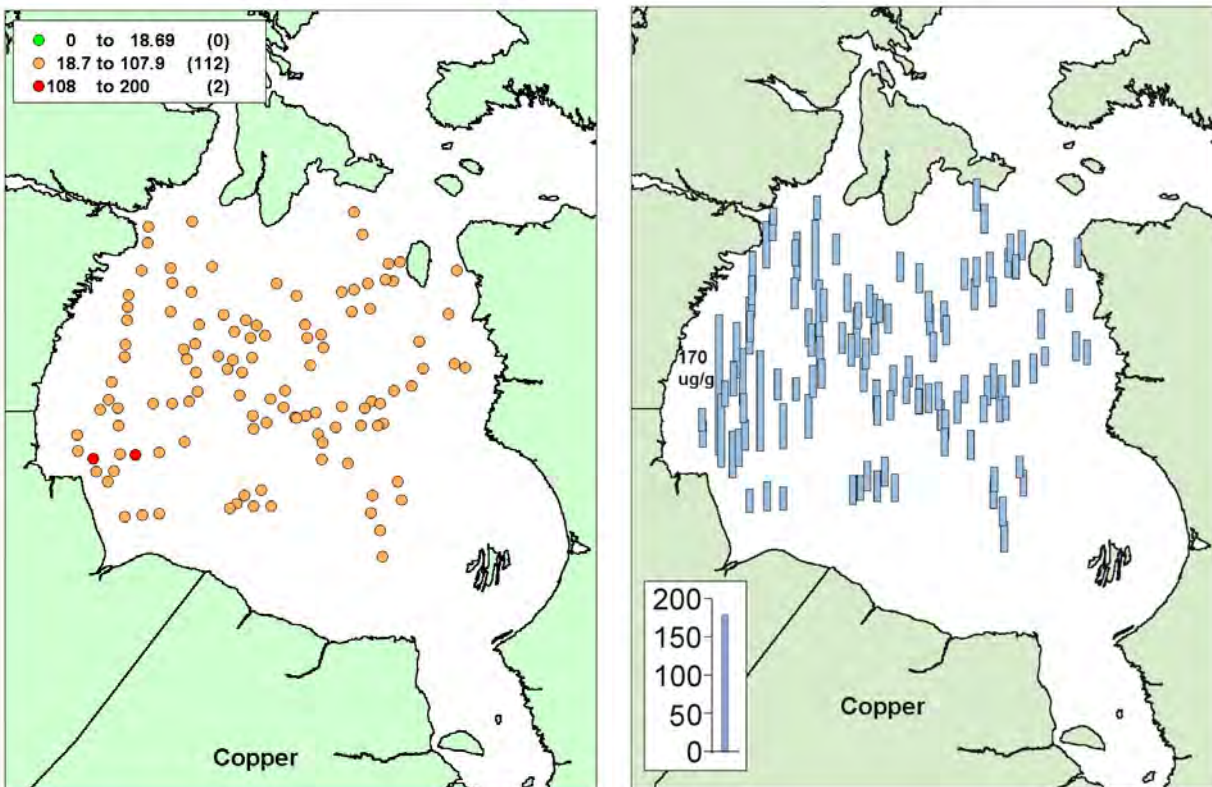 0 to 18.69 (0)
18.7 to 107.9 (112)
108 to 200 (2)
Copper
170
ug/g
200
150
100
50
0
Copper